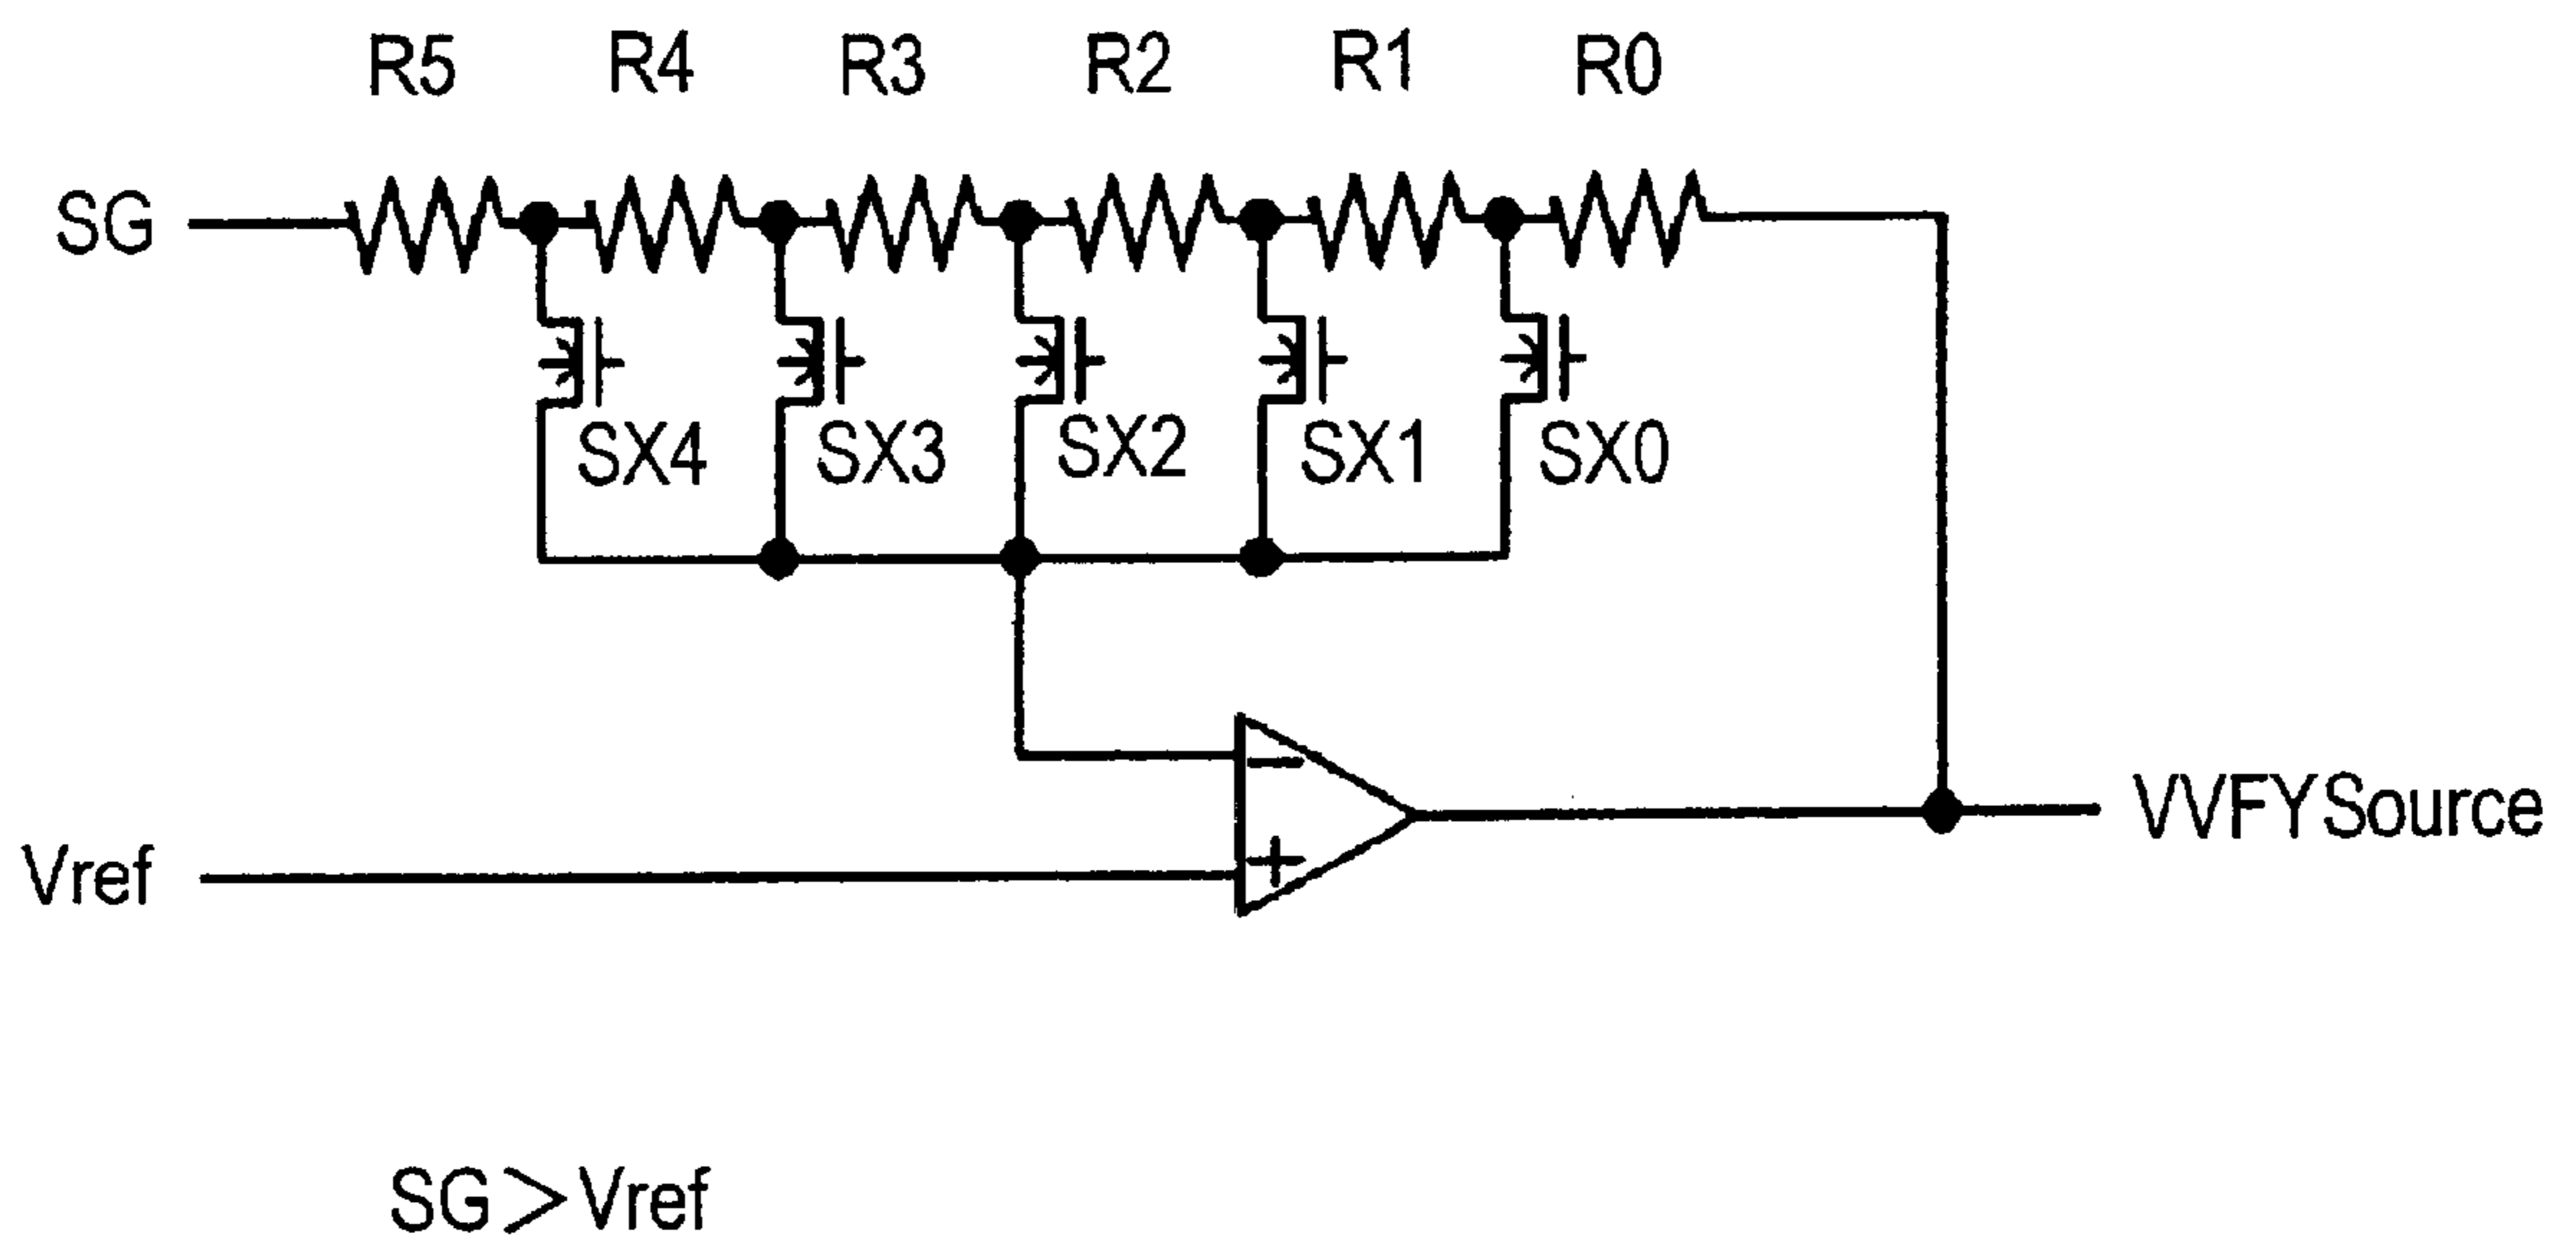 R5 R4 R3 R2 R1 R0
SG
SX4 SX3 SX2 SX1 SX0
−
VVFYSource
+
Vref
SG>Vref